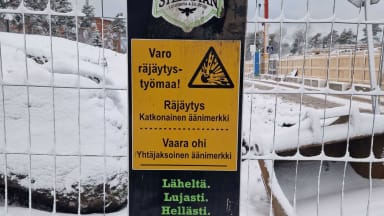 Varo
räjäytys-
työmaa!
Räjäytys
Katkonainen äänimerkki
Vaara ohi
Yhtäjaksoinen äänimerkki
Läheltä.
Lujasti.
Hellästi.